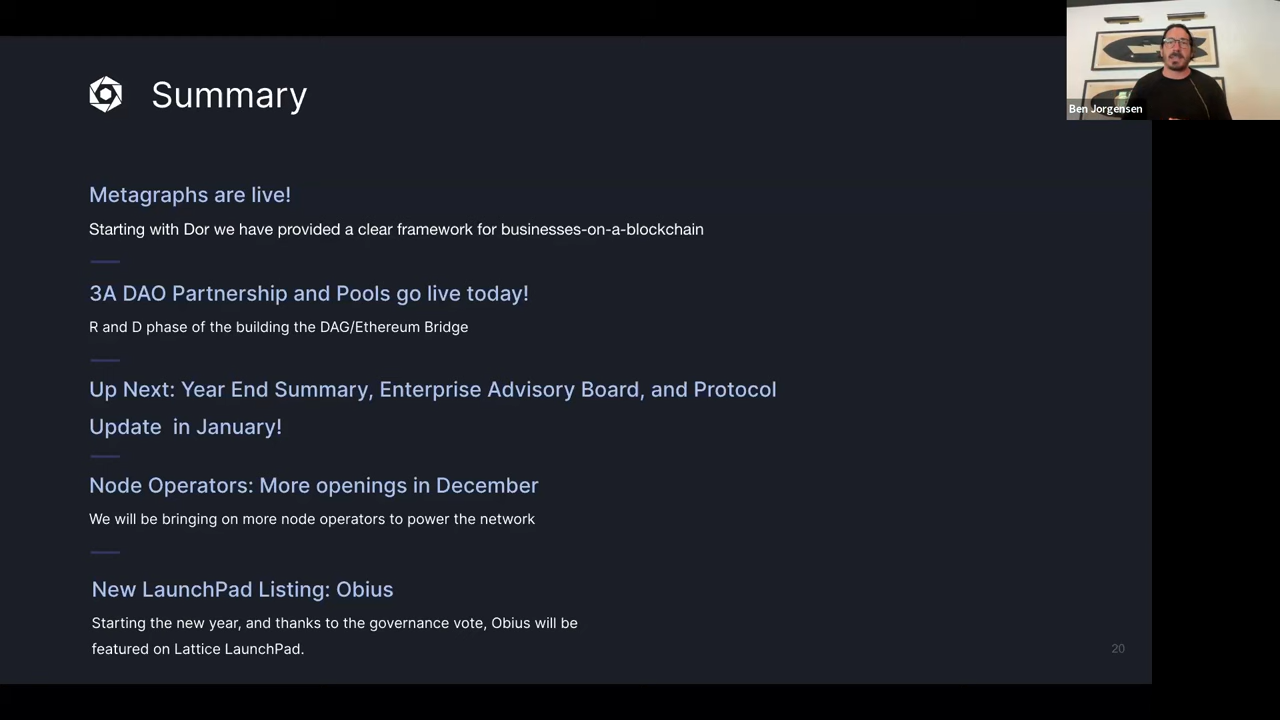 Ben Jorgensen
Summary
Metagraphs are live!
Starting with Dor we have provided a clear framework for businesses-on-a-blockchain
3A DAO Partnership and Pools go live today!
R and D phase of the building the DAG/Ethereum Bridge
Up Next: Year End Summary, Enterprise Advisory Board, and Protocol
Update in January!
Node Operators: More openings in December
We will be bringing on more node operators to power the network
New LaunchPad Listing: Obius
Starting the new year, and thanks to the governance vote, Obius will be
featured on Lattice LaunchPad.
20